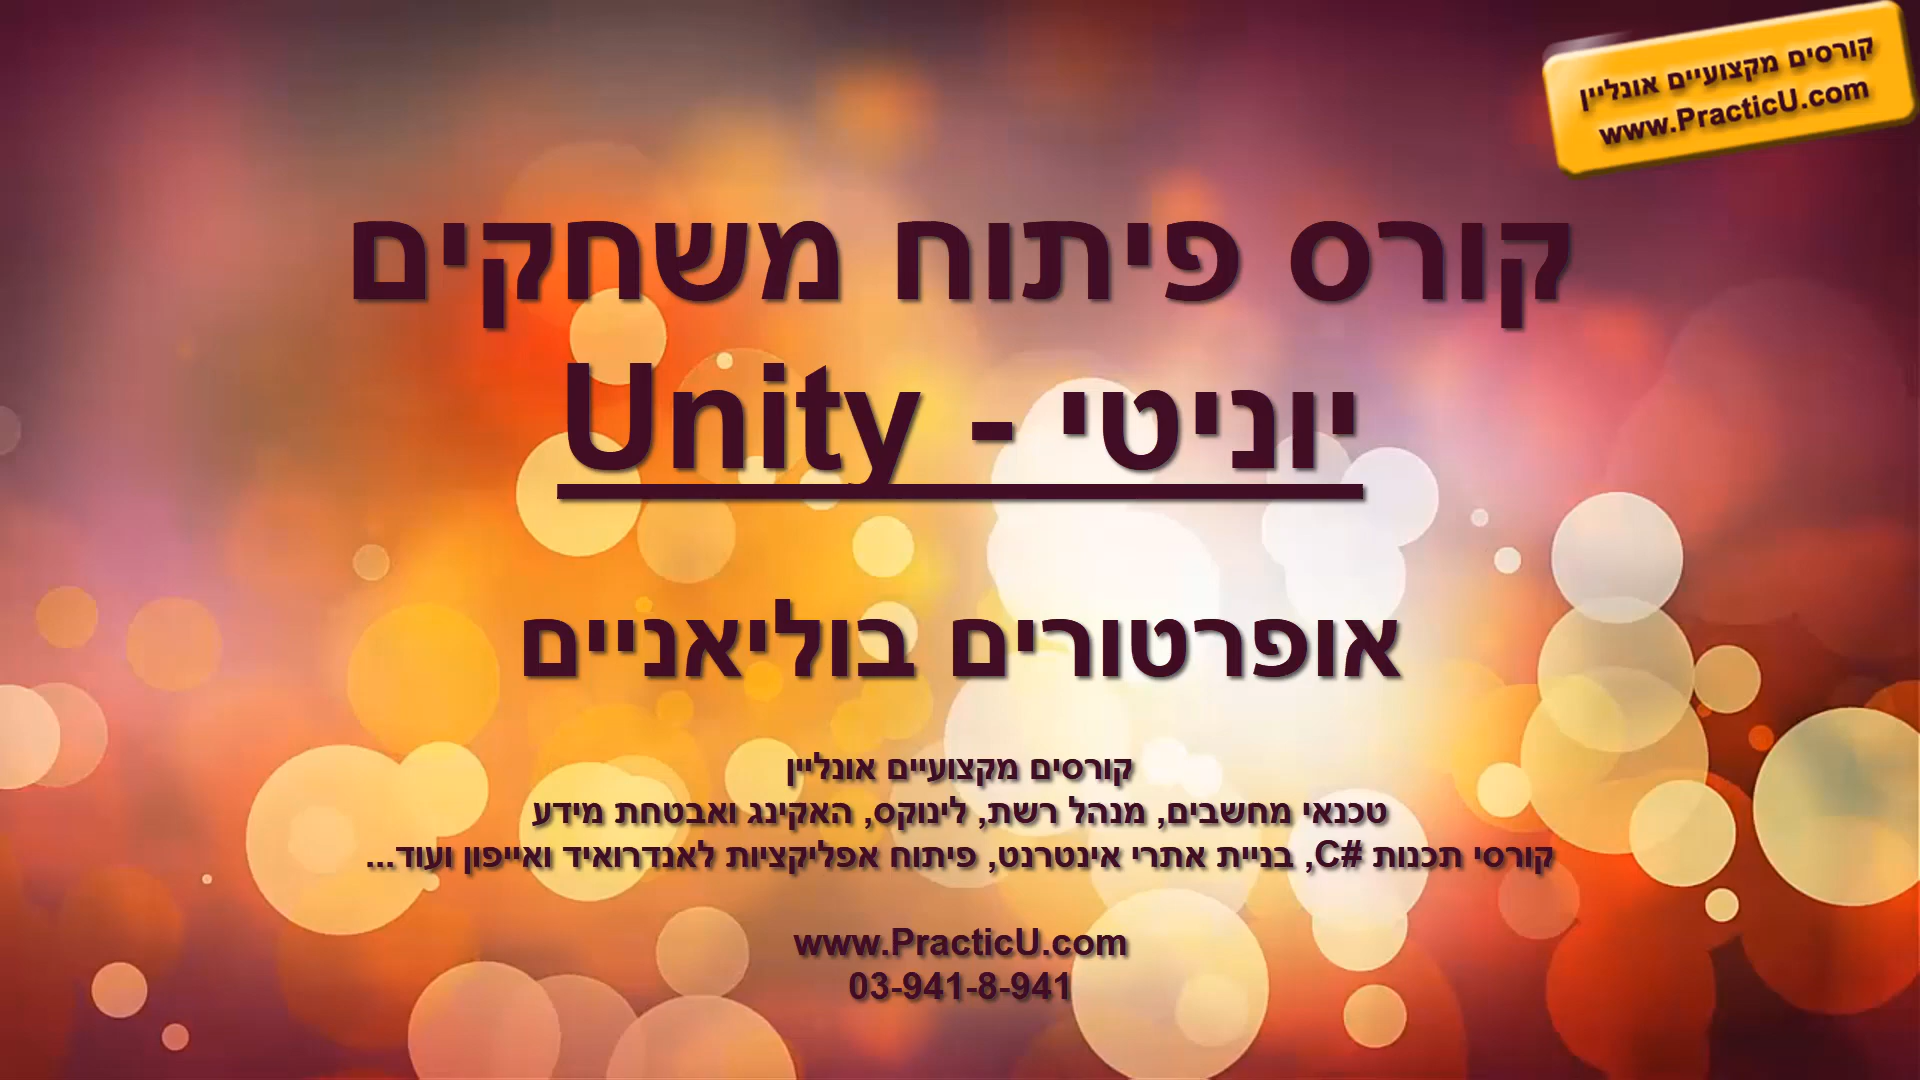 קורסים מקצועיים אונליין
www.PracticU.com
קורס פיתוח משחקים
יוניטי - Unity
אופרטורים בוליאניים
קורסים מקצועיים אונליין
טכנאי מחשבים, מנהל רשת, לינוקס, האקינג ואבטחת מידע
קורסי תכנות C#, בניית אתרי אינטרנט, פיתוח אפליקציות לאנדרואיד ואייפון ועוד...
www.PracticU.com
03-941-8-941